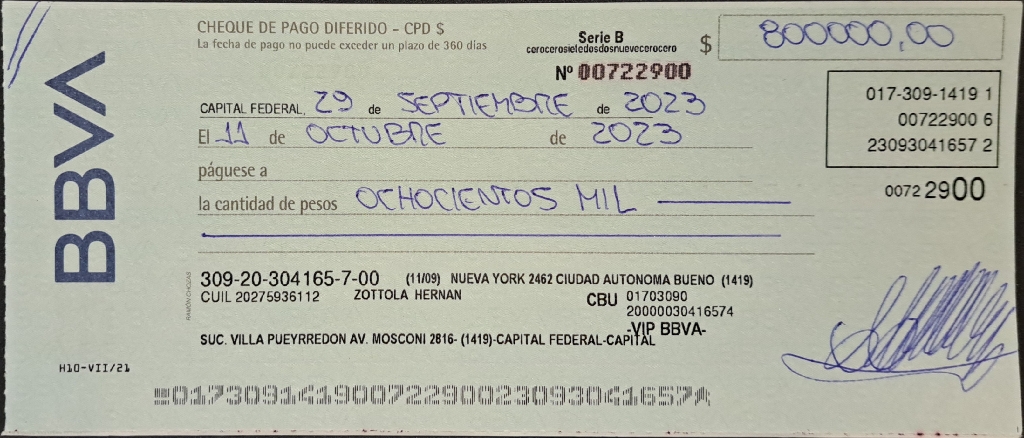 BBVA
CHEQUE DE PAGO DIFERIDO - CPD $
La fecha de pago no puede exceder un plazo de 360 días
Serie B
cerocerosietedosdosnuevecerocero
Nº 00722900
$ 800000,00
017-309-1419 1
00722900 6
23093041657 2
0072 2900
CAPITAL FEDERAL, 29 de SEPTIEMBRE de 2023
El 11 de OCTUBRE de 2023
páguese a
la cantidad de pesos OCHOCIENTOS MIL
309-20-304165-7-00 (11/09) NUEVA YORK 2462 CIUDAD AUTONOMA BUENO (1419)
CUIL 20275936112 ZOTTOLA HERNAN CBU 01703090
20000030416574
-VIP BBVA-
SUC. VILLA PUEYRREDON AV. MOSCONI 2816- (1419)-CAPITAL FEDERAL-CAPITAL
RAMÓN CHOZAS
H10-VII/21
01730914190072290023093041657